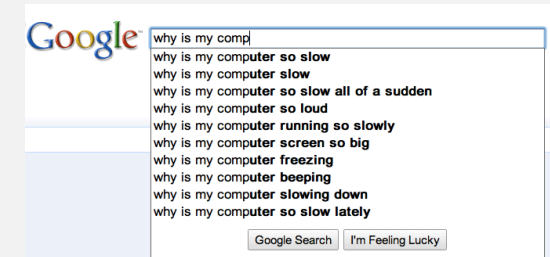 Google why is my comp
why is my computer so slow
why is my computer slow
why is my computer so slow all of a sudden
why is my computer so loud
why is my computer running so slowly
why is my computer screen so big
why is my computer freezing
why is my computer beeping
why is my computer slowing down
why is my computer so slow lately
Google Search I'm Feeling Lucky